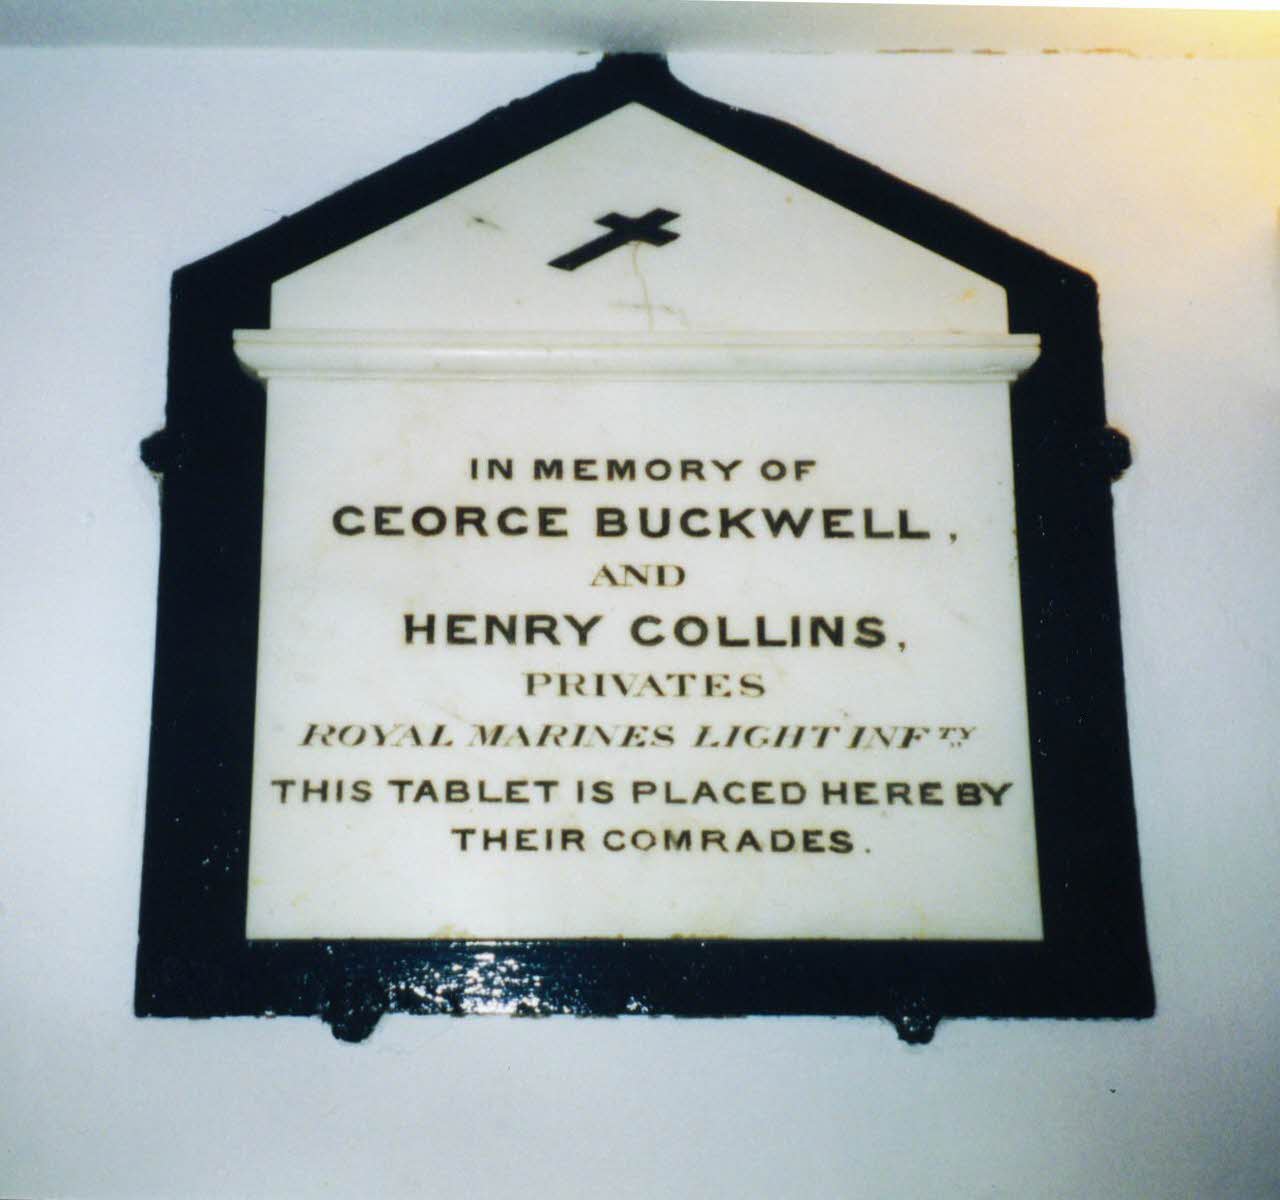 IN MEMORY OF
GEORGE BUCKWELL,
AND
HENRY COLLINS,
PRIVATES
ROYAL MARINES LIGHT INFTY
THIS TABLET IS PLACED HERE BY
THEIR COMRADES.